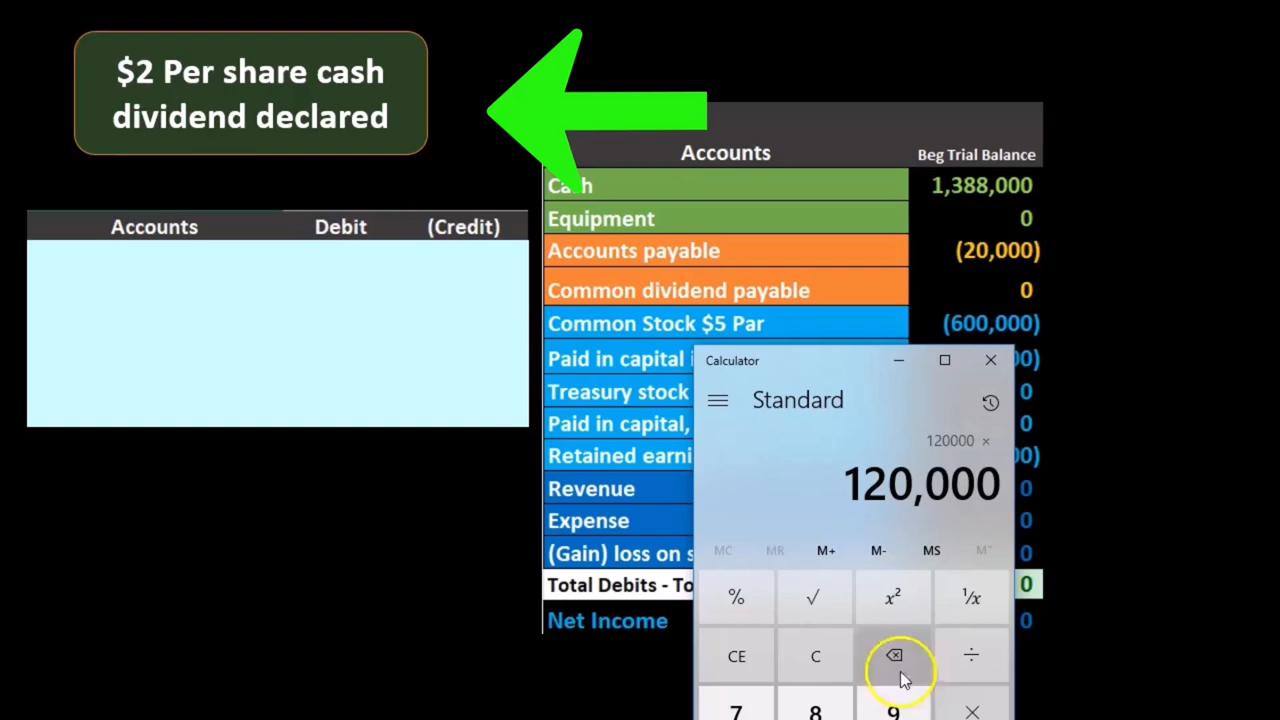 $2 Per share cash
dividend declared
Accounts Debit (Credit)
Accounts Beg Trial Balance
Cash 1,388,000
Equipment 0
Accounts payable (20,000)
Common dividend payable 0
Common Stock $5 Par (600,000)
Paid in capital
Treasury stock 0
Paid in capital, 0
Retained
Revenue 0
Expense 0
(Gain) loss on 0
Total Debits - 0
Net Income 0
Calculator
Standard
120000 ×
120,000
MC MR M+ M- MS
% √ x² ¹/x
CE C ÷
7 8 9 ×